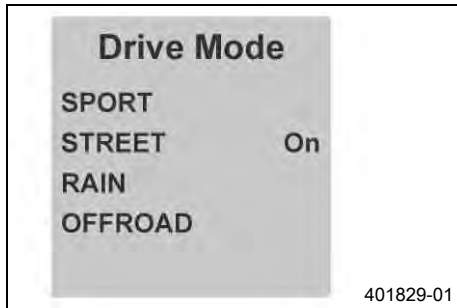 Drive Mode
SPORT
STREET On
RAIN
OFFROAD
401829-01